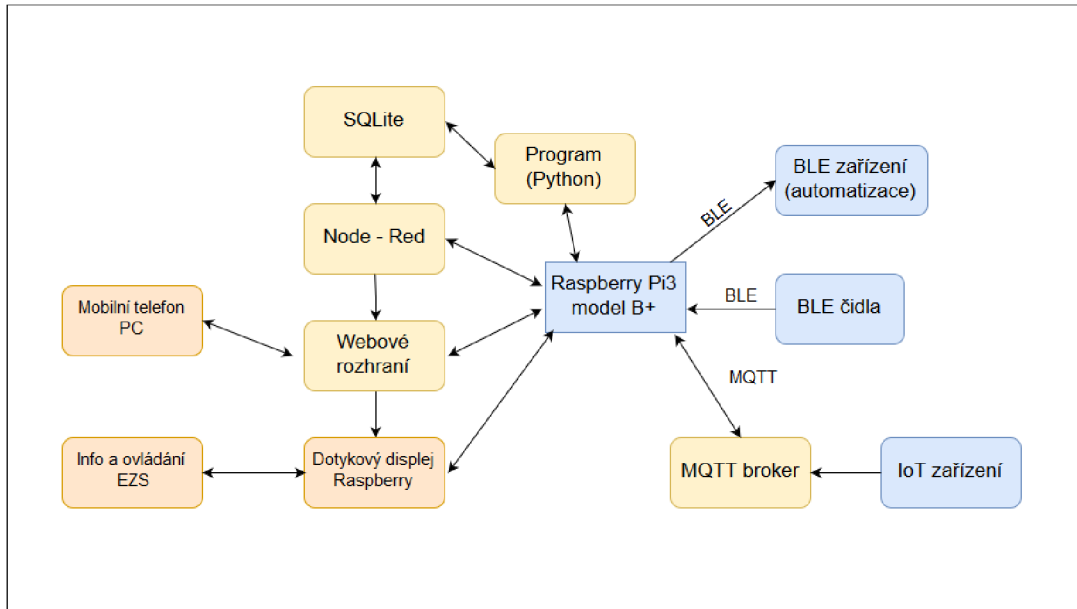 SQLite
Program
(Python)
BLE zařízení
(automatizace)
BLE
Node - Red
Raspberry Pi3
model B+
BLE
BLE čidla
Mobilní telefon
PC
Webové
rozhraní
MQTT
Info a ovládání
EZS
Dotykový displej
Raspberry
MQTT broker
IoT zařízení